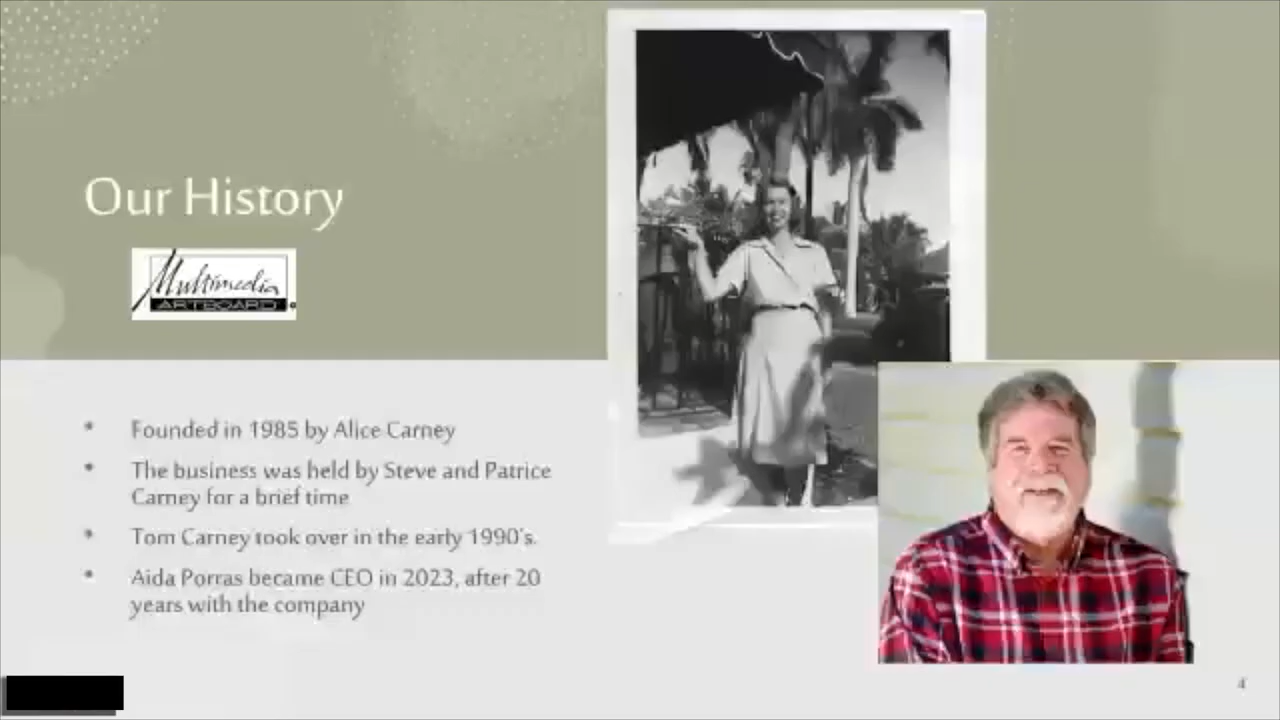 Our History
Multimedia
ARTBOARD
• Founded in 1985 by Alice Carney
• The business was held by Steve and Patrice
Carney for a brief time
• Tom Carney took over in the early 1990's.
• Aida Porras became CEO in 2023, after 20
years with the company
4